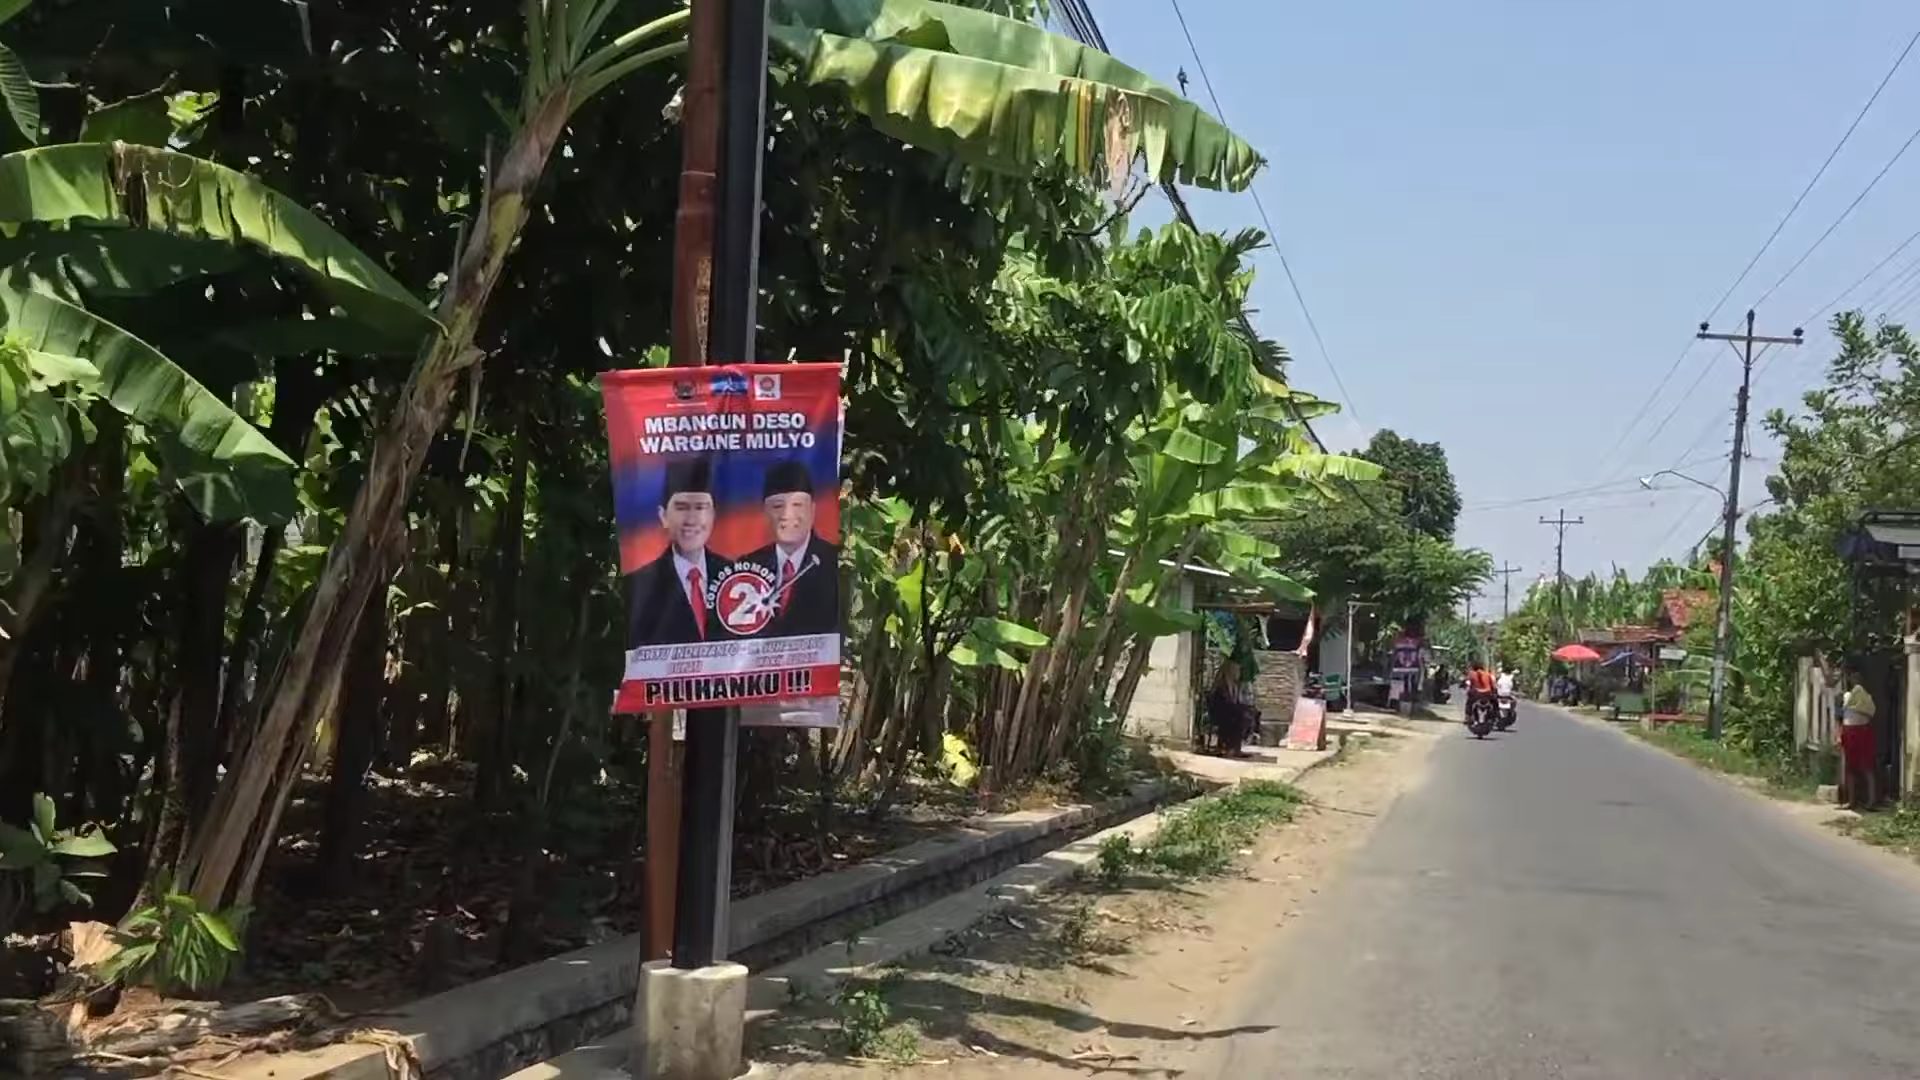 MBANGUN DESO
WARGANE MULYO
COBLOS NOMOR
2
PILIHANKU !!!